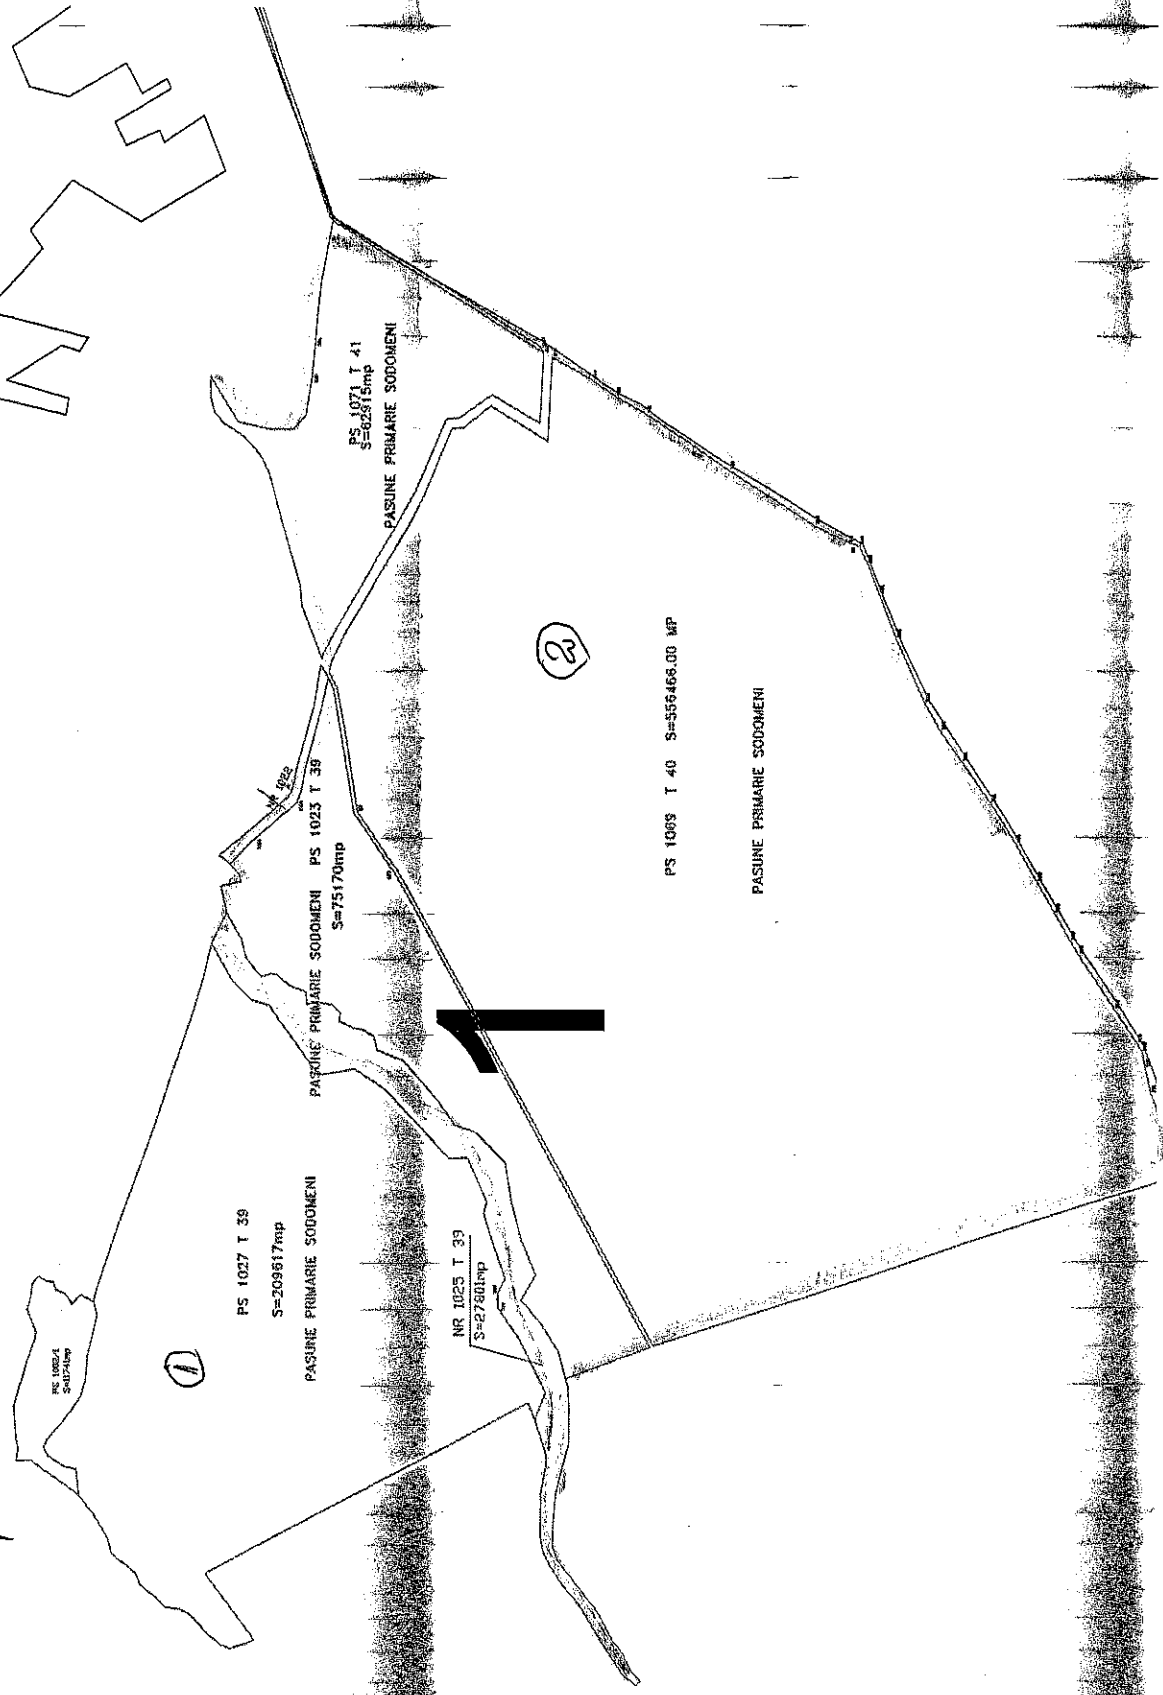 PS 1071 T 41
S=62915mp
PASUNE PRIMARIE SODOMENI
2
PS 1069 T 40 S=556466.00 MP
PASUNE PRIMARIE SODOMENI
PASUNE PRIMARIE SODOMENI PS 1023 T 39
S=75170mp
1
PS 1027 T 39
S=209617mp
PASUNE PRIMARIE SODOMENI
NR 1025 T 39
S=27801mp